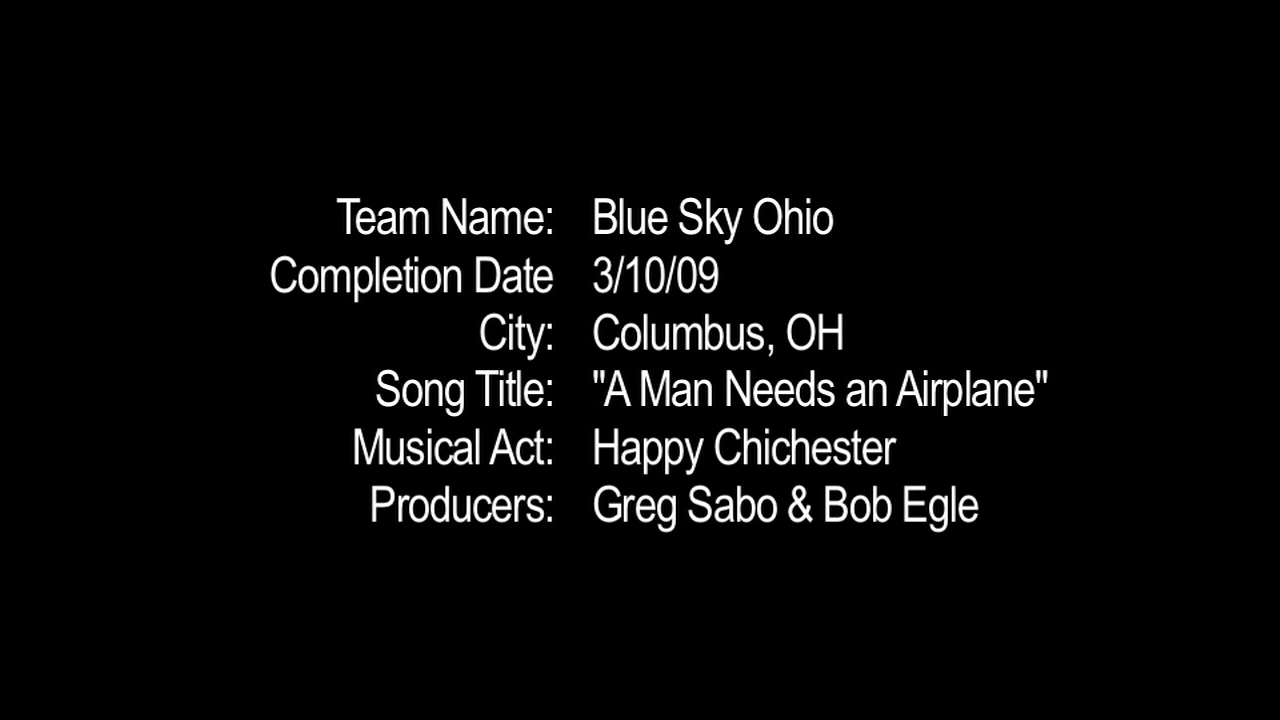 Team Name: Blue Sky Ohio
Completion Date 3/10/09
City: Columbus, OH
Song Title: "A Man Needs an Airplane"
Musical Act: Happy Chichester
Producers: Greg Sabo & Bob Egle